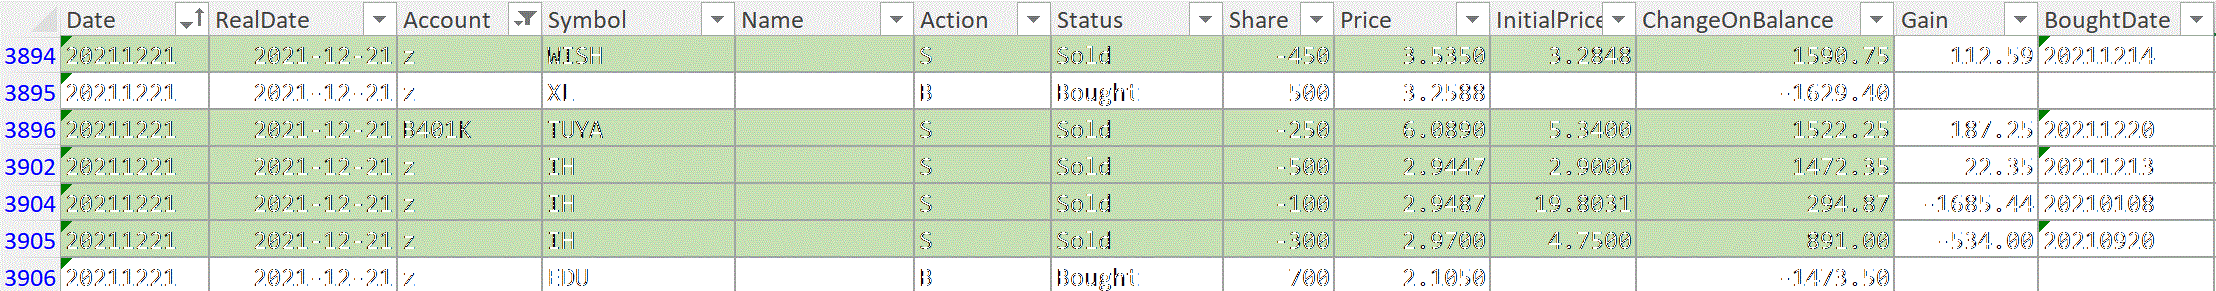 Date RealDate Account Symbol Name Action Status Share Price InitialPrice ChangeOnBalance Gain BoughtDate
3894 20211221 2021-12-21 z WISH S Sold -450 3.5350 3.2848 1590.75 112.59 20211214
3895 20211221 2021-12-21 z XL B Bought 500 3.2588 -1629.40
3896 20211221 2021-12-21 B401K TUYA S Sold -250 6.0890 5.3400 1522.25 187.25 20211220
3902 20211221 2021-12-21 z IH S Sold -500 2.9447 2.9000 1472.35 22.35 20211213
3904 20211221 2021-12-21 z IH S Sold -100 2.9487 19.8031 294.87 -1685.44 20210108
3905 20211221 2021-12-21 z IH S Sold -300 2.9700 4.7500 891.00 -534.00 20210920
3906 20211221 2021-12-21 z EDU B Bought 700 2.1050 -1473.50